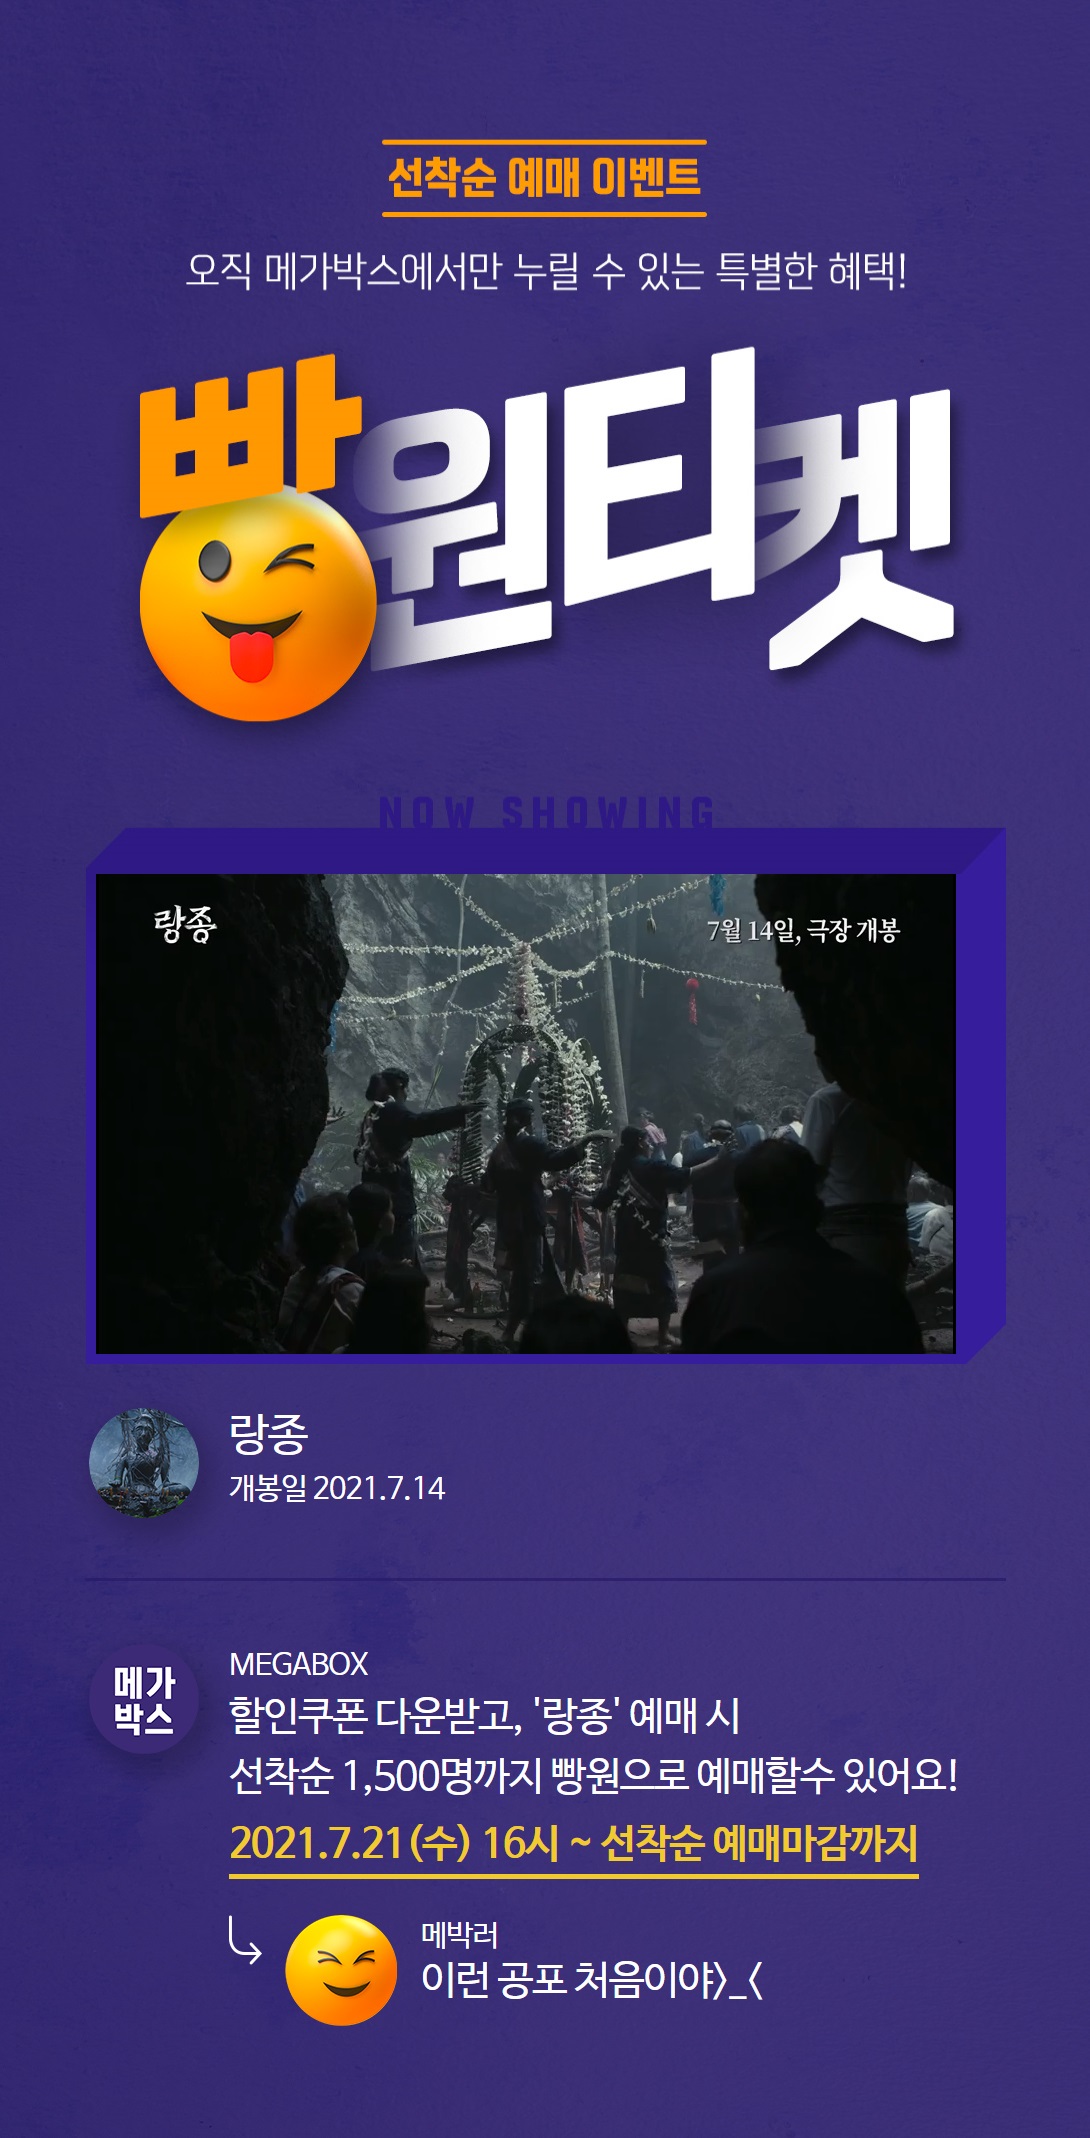 선착순 예매 이벤트
오직 메가박스에서만 누릴 수 있는 특별한 혜택!
빵원티켓
NOW SHOWING
랑종
7월 14일, 극장 개봉
랑종
개봉일 2021.7.14
메가
박스
MEGABOX
할인쿠폰 다운받고, '랑종' 예매 시
선착순 1,500명까지 빵원으로 예매할수 있어요!
2021.7.21(수) 16시 ~ 선착순 예매마감까지
메박러
이런 공포 처음이야>_<